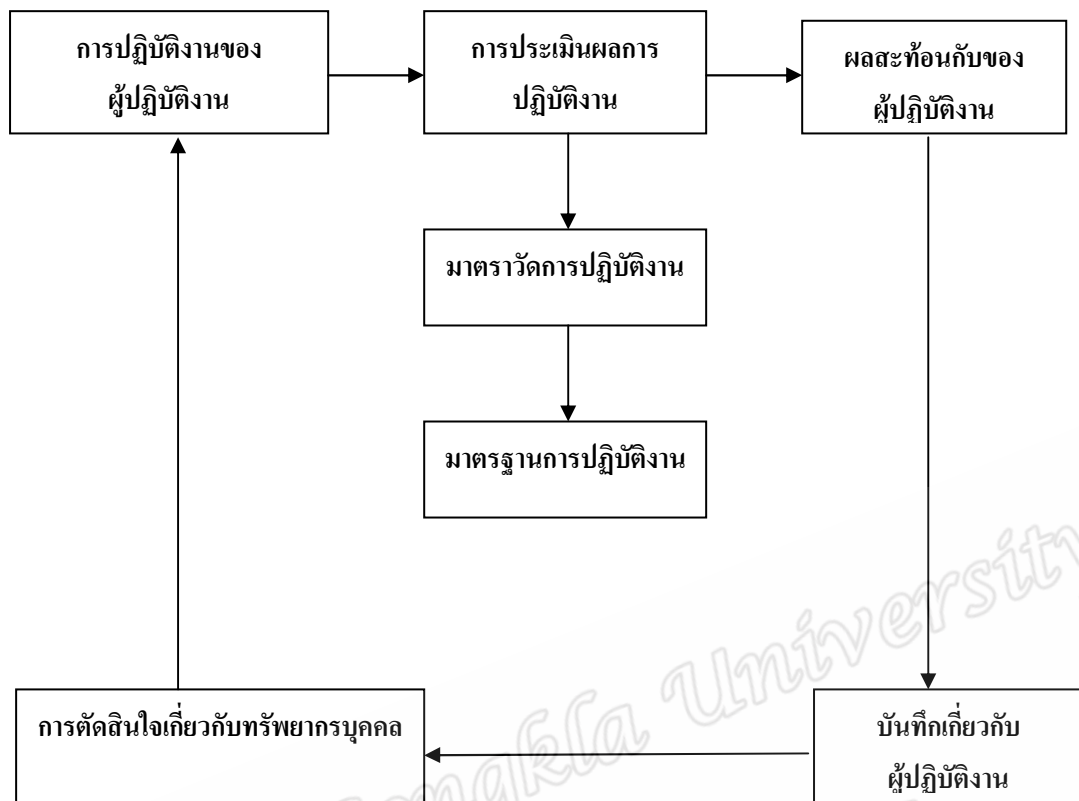 การปฏิบัติงานของ
ผู้ปฏิบัติงาน
การประเมินผลการ
ปฏิบัติงาน
ผลสะท้อนกับของ
ผู้ปฏิบัติงาน
มาตราวัดการปฏิบัติงาน
มาตรฐานการปฏิบัติงาน
การตัดสินใจเกี่ยวกับทรัพยากรบุคคล
บันทึกเกี่ยวกับ
ผู้ปฏิบัติงาน
University